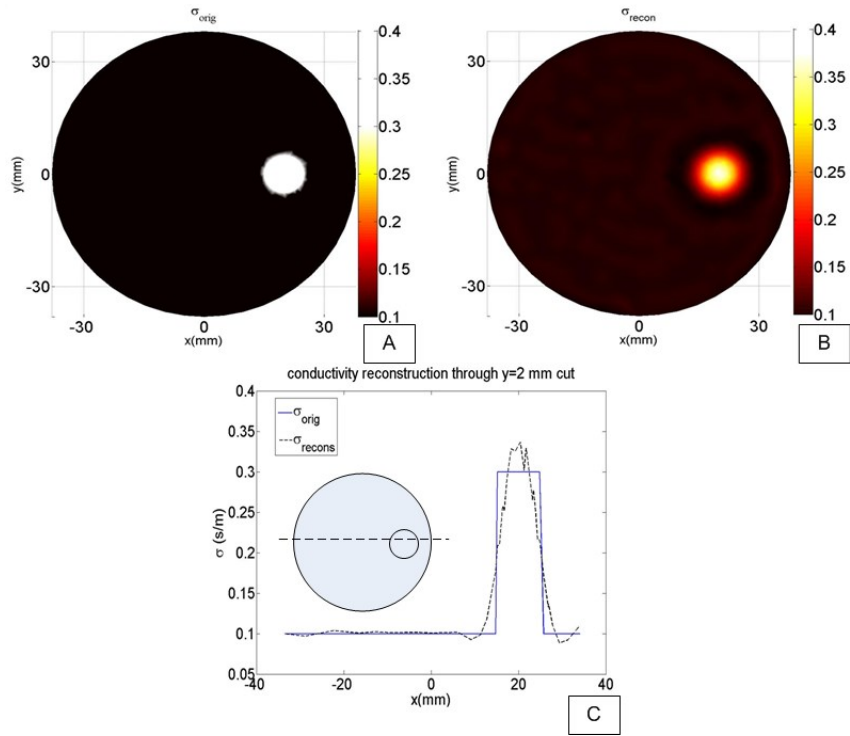 σorig
0.4
0.35
0.3
0.25
0.2
0.15
0.1
30
0
-30
y(mm)
-30 0 30
x(mm)
A
σrecon
0.4
0.35
0.3
0.25
0.2
0.15
0.1
30
0
-30
y(mm)
-30 0 30
x(mm)
B
conductivity reconstruction through y=2 mm cut
0.4
0.35
0.3
0.25
0.2
0.15
0.1
0.05
σ (s/m)
σorig
σrecons
-40 -20 0 20 40
x(mm)
C